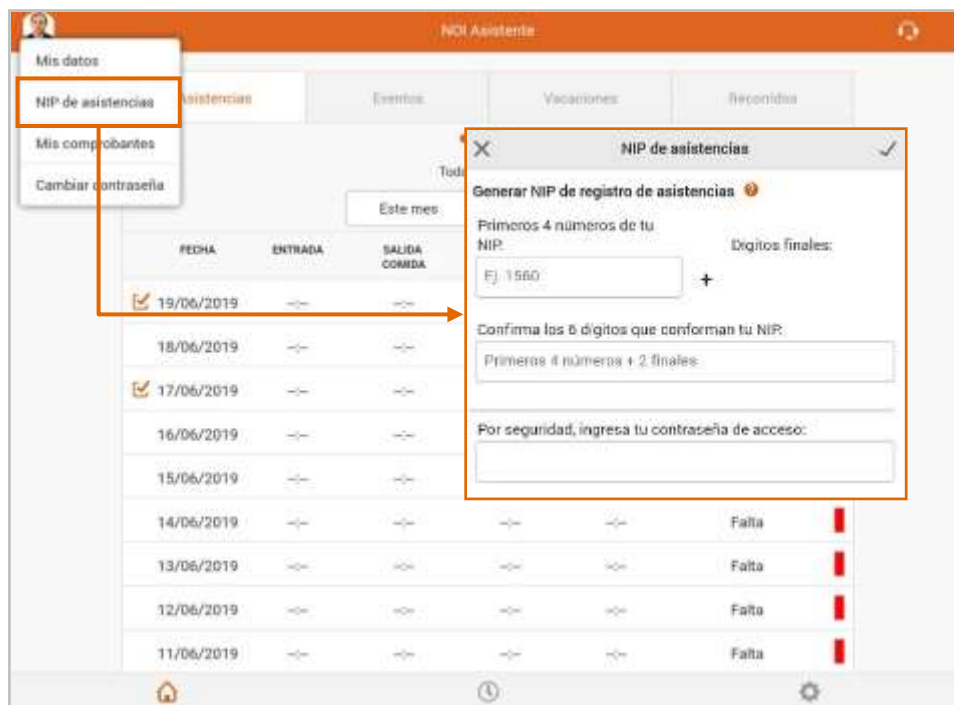 NOI Asistente
Mis datos
NIP de asistencias
Mis comprobantes
Cambiar contraseña
Asistencias
Eventos
Vacaciones
Recorridos
Este mes
NIP de asistencias
Generar NIP de registro de asistencias
Primeros 4 números de tu
NIP:
Digitos finales:
Ej. 1560
+
Confirma los 6 digitos que conforman tu NIP:
Primeros 4 números + 2 finales
Por seguridad, ingresa tu contraseña de acceso:
FECHA ENTRADA SALIDA
COMIDA
19/06/2019 --:-- --:--
18/06/2019 --:-- --:--
17/06/2019 --:-- --:--
16/06/2019 --:-- --:--
15/06/2019 --:-- --:--
14/06/2019 --:-- --:-- --:-- --:-- Falta
13/06/2019 --:-- --:-- --:-- --:-- Falta
12/06/2019 --:-- --:-- --:-- --:-- Falta
11/06/2019 --:-- --:-- --:-- --:-- Falta